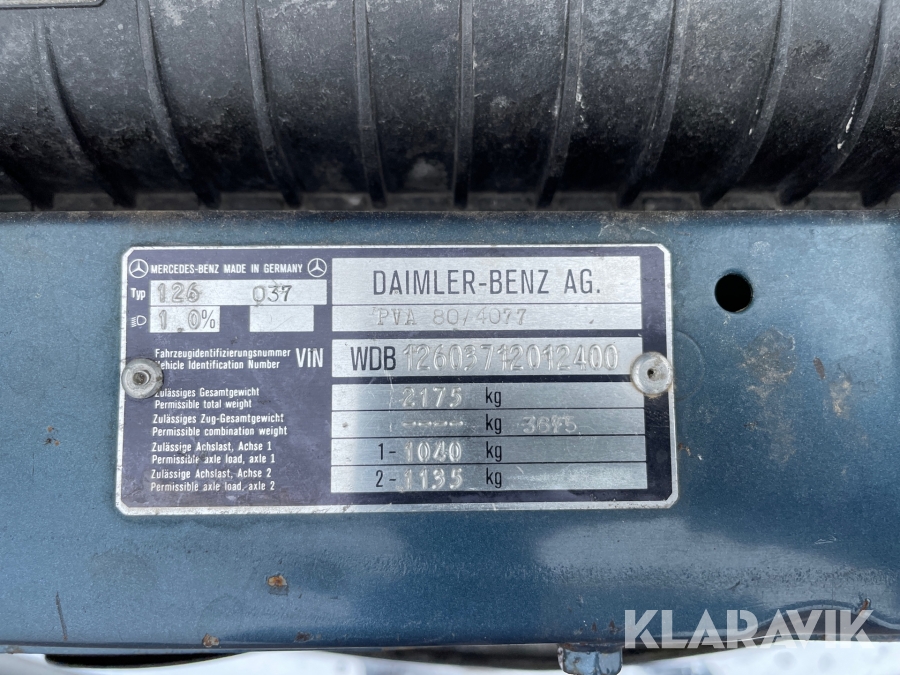 MERCEDES-BENZ MADE IN GERMANY
Typ 126 037
1.0%
DAIMLER-BENZ AG.
PVA 80/4077
Fahrzeugidentifizierungsnummer
Vehicle Identification Number
VIN
WDB 12603712012400
Zulässiges Gesamtgewicht
Permissible total weight
2175 kg
Zulässiges Zug-Gesamtgewicht
Permissible combination weight
kg 3675
Zulässige Achslast, Achse 1
Permissible axle load, axle 1
1- 1040 kg
Zulässige Achslast, Achse 2
Permissible axle load, axle 2
2- 1135 kg
KLARAVIK